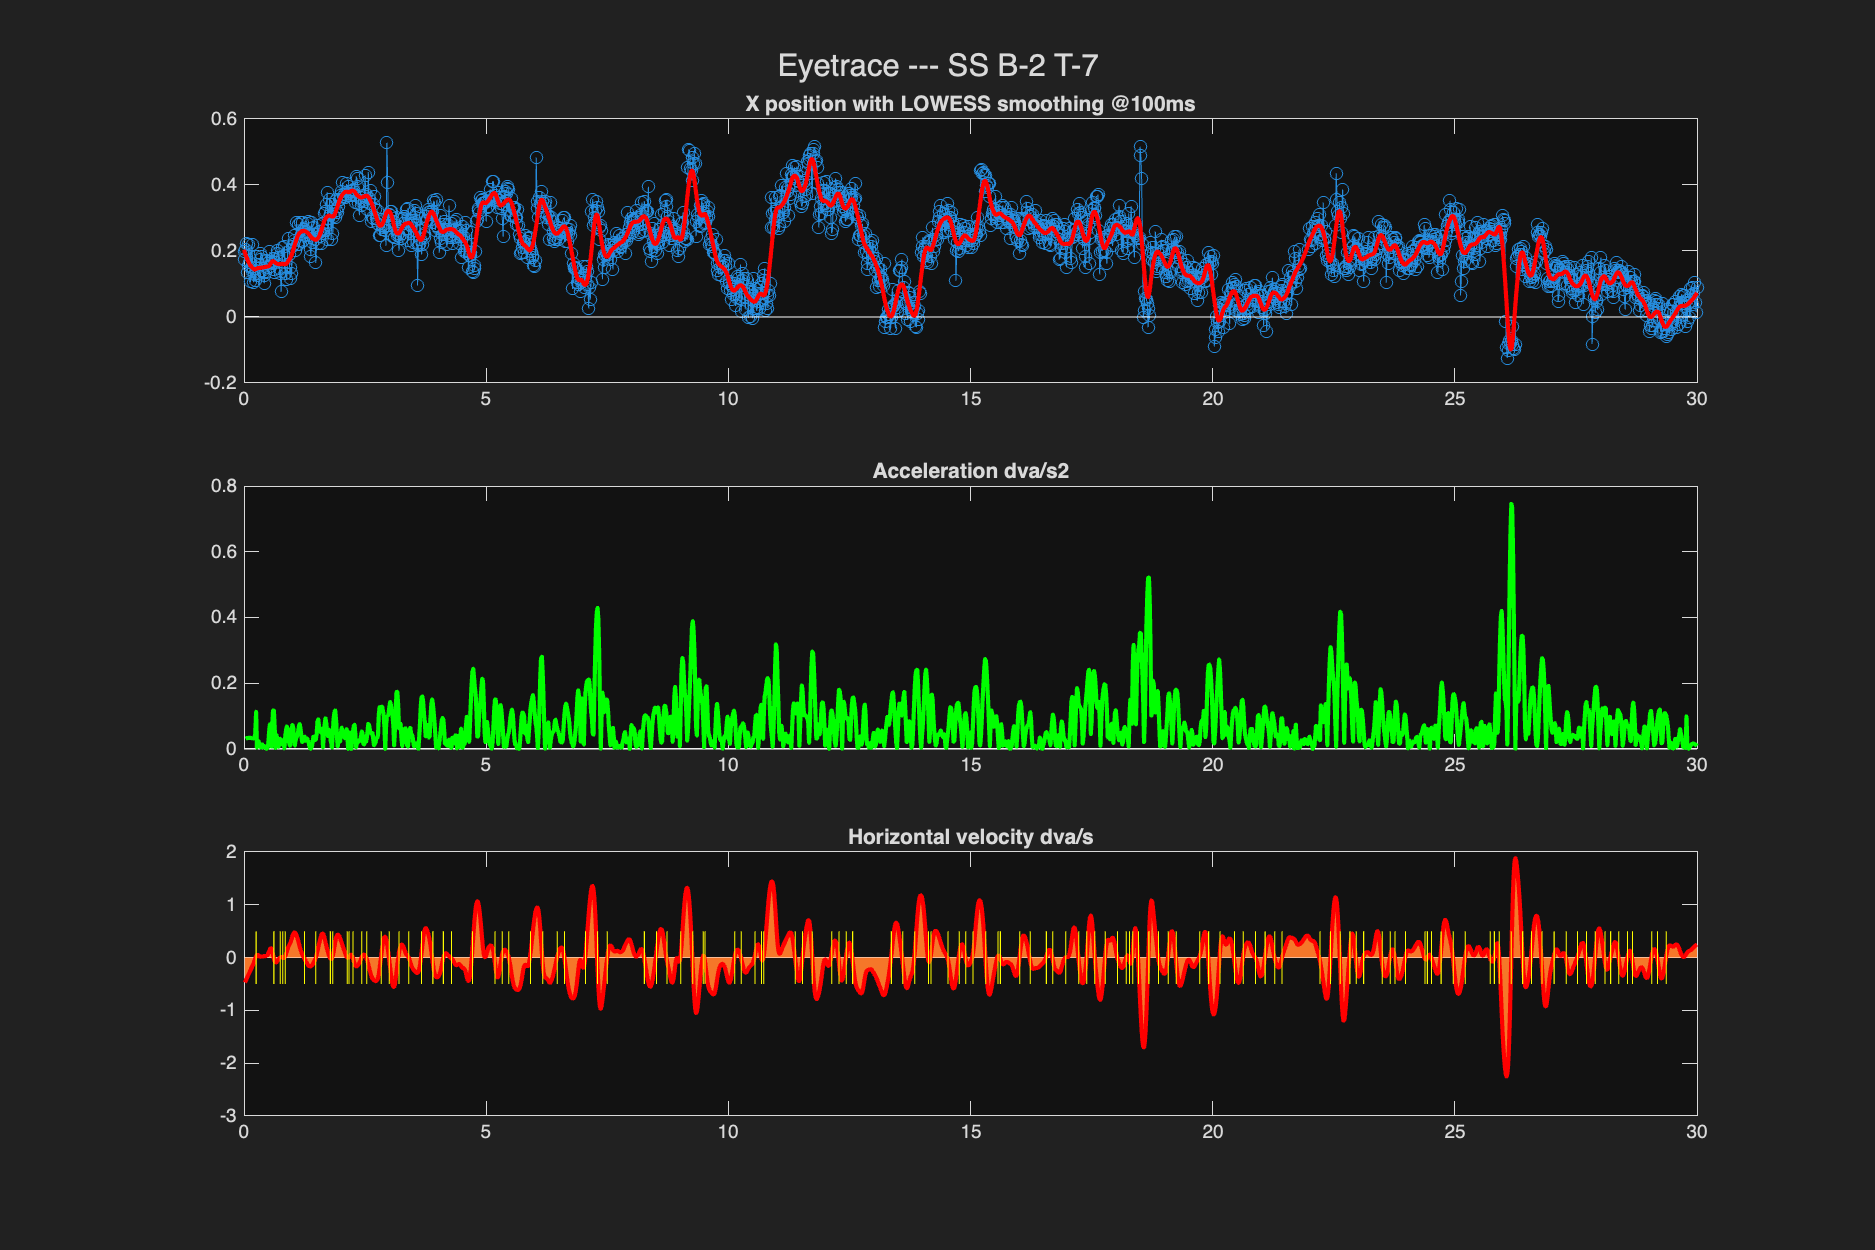 Eyetrace --- SS B-2 T-7
X position with LOWESS smoothing @100ms
0.6
0.4
0.2
0
-0.2
0 5 10 15 20 25 30
Acceleration dva/s2
0.8
0.6
0.4
0.2
0
0 5 10 15 20 25 30
Horizontal velocity dva/s
2
1
0
-1
-2
-3
0 5 10 15 20 25 30